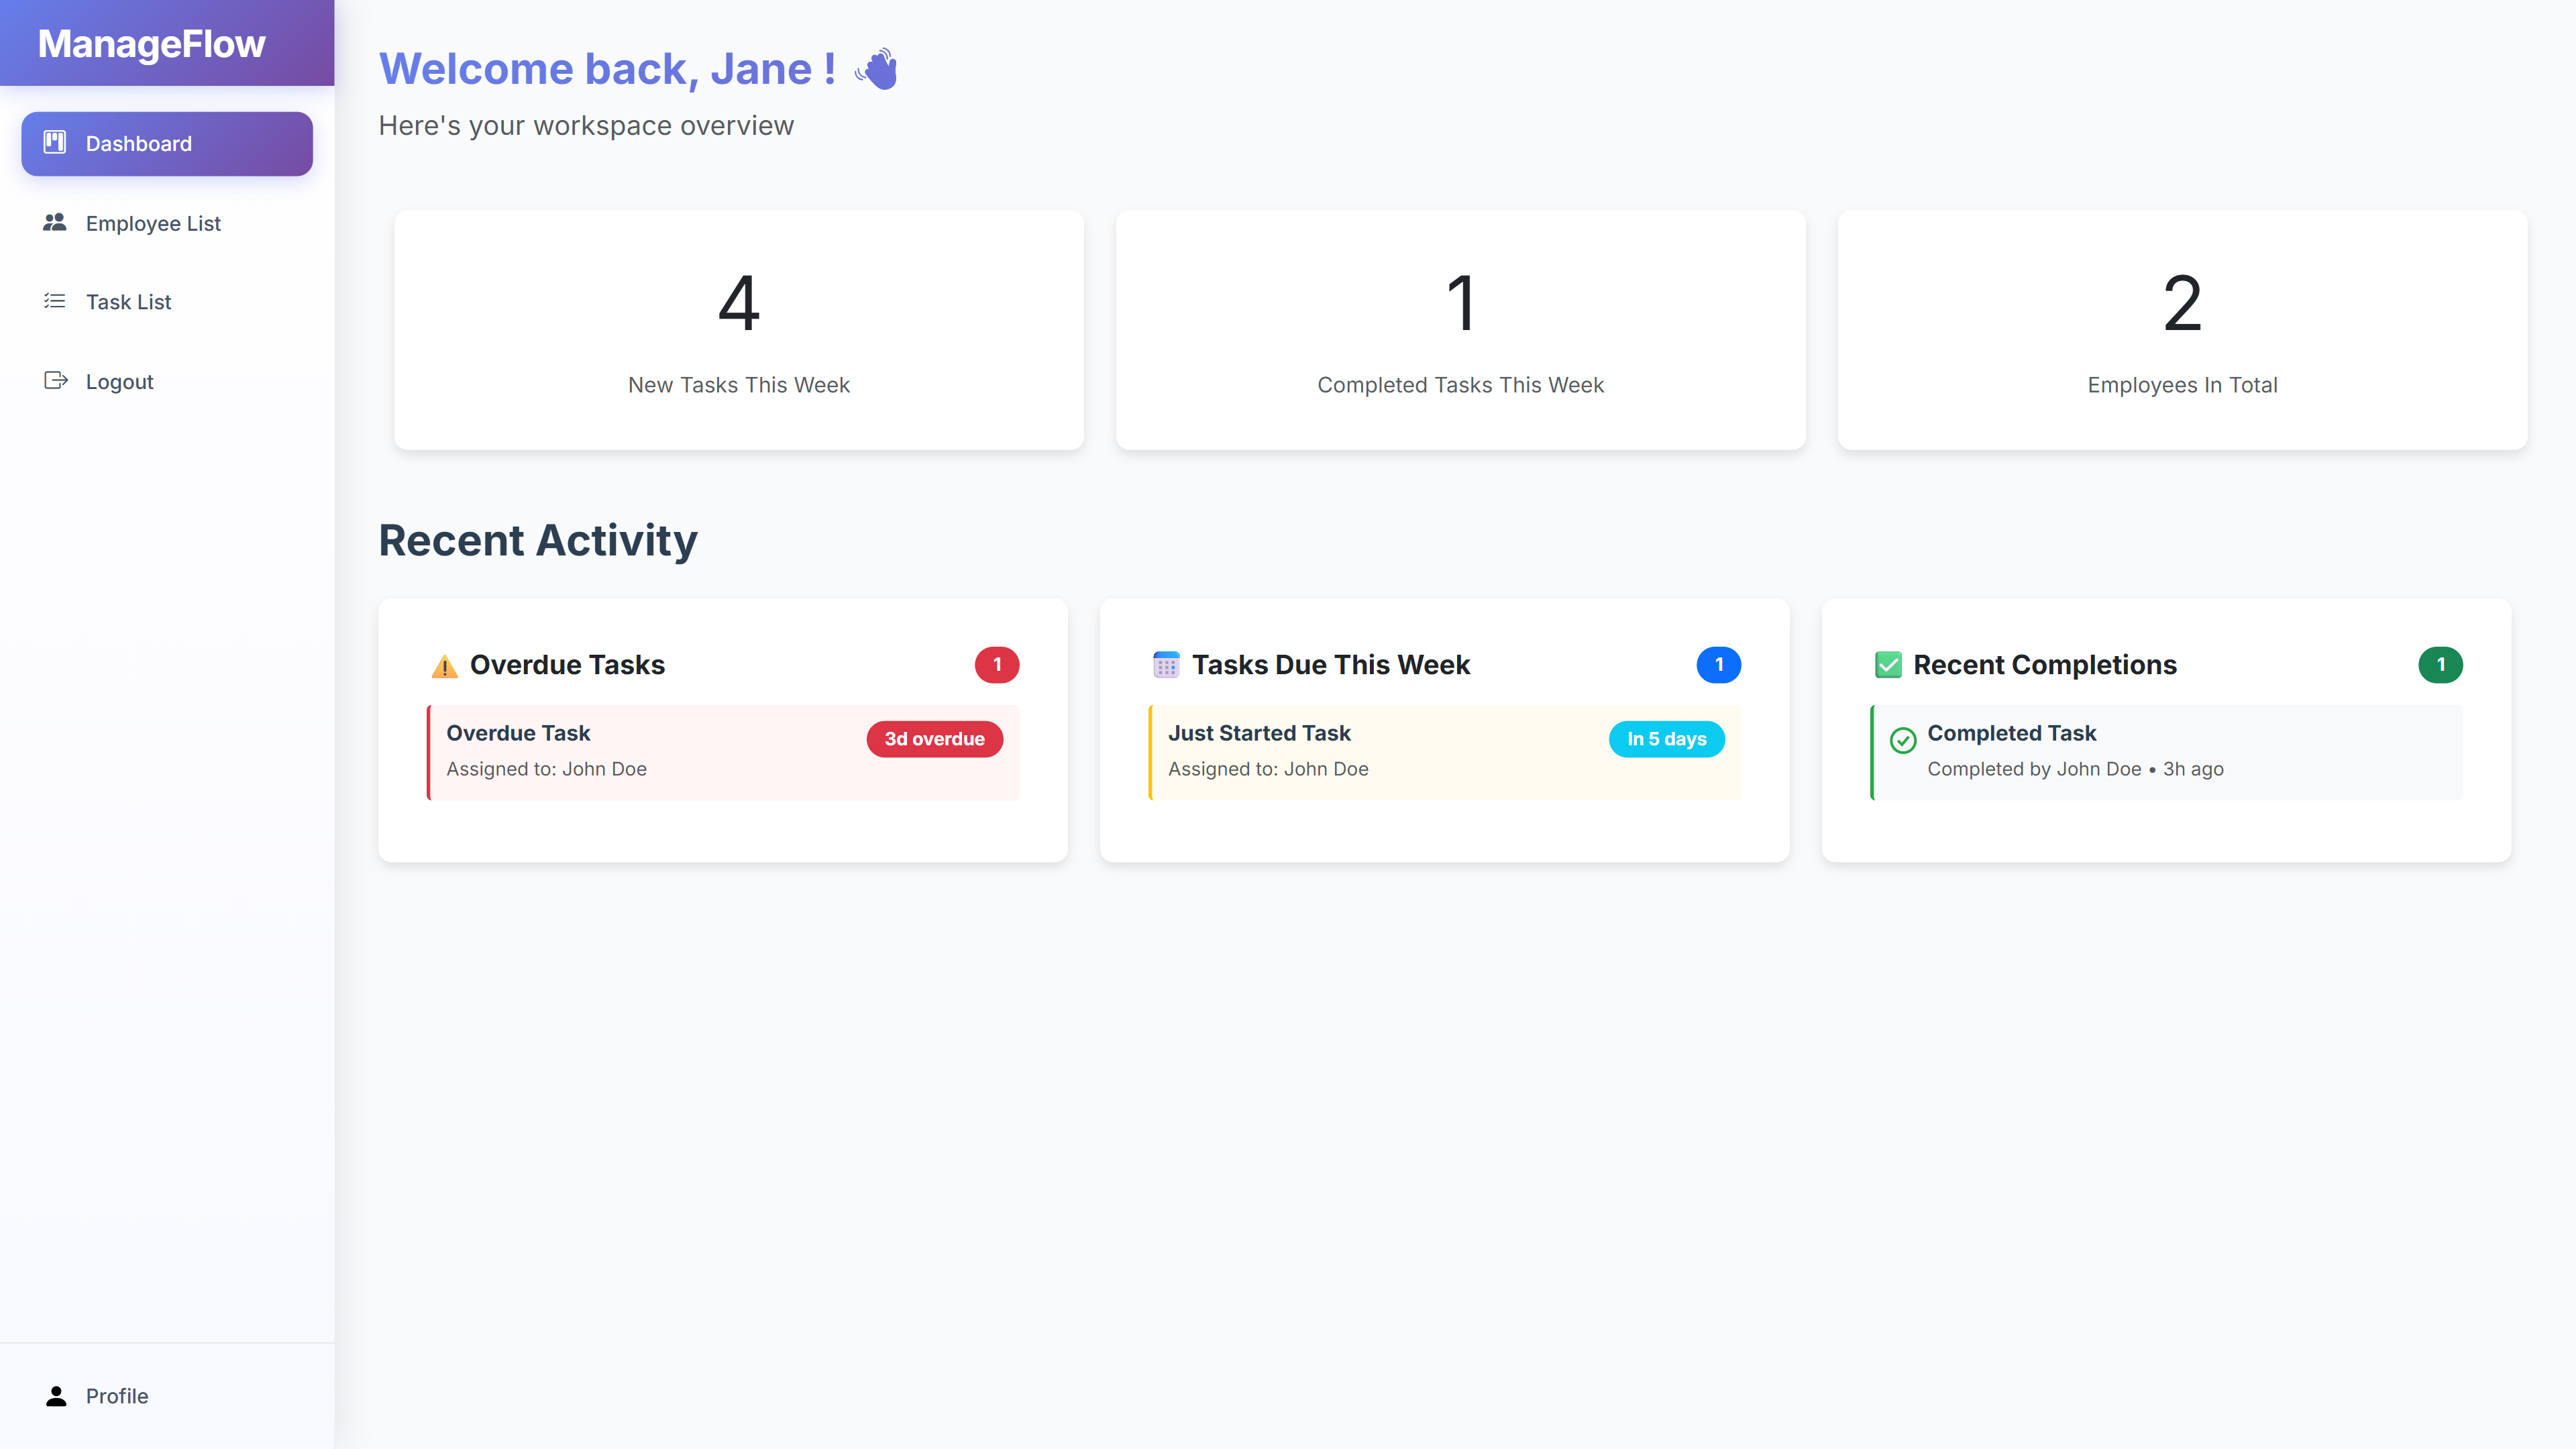 ManageFlow
Dashboard
Employee List
Task List
Logout
Profile
Welcome back, Jane ! 👋
Here's your workspace overview
4
New Tasks This Week
1
Completed Tasks This Week
2
Employees In Total
Recent Activity
⚠️ Overdue Tasks 1
Overdue Task 3d overdue
Assigned to: John Doe
📅 Tasks Due This Week 1
Just Started Task In 5 days
Assigned to: John Doe
✅ Recent Completions 1
Completed Task
Completed by John Doe • 3h ago